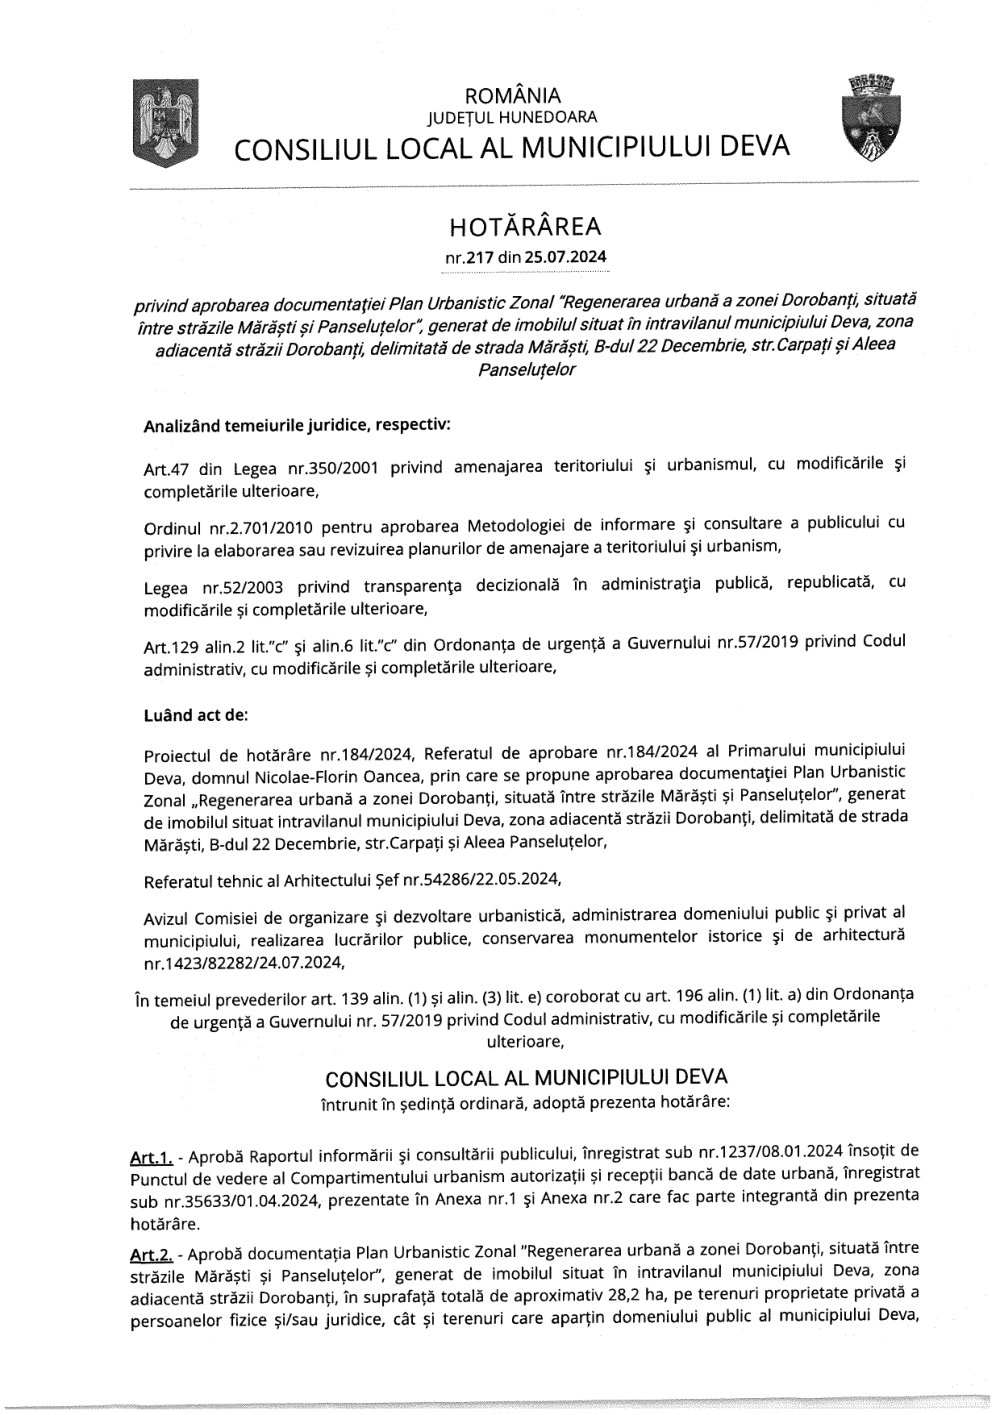 ROMÂNIA
JUDEȚUL HUNEDOARA
CONSILIUL LOCAL AL MUNICIPIULUI DEVA
HOTĂRÂREA
nr.217 din 25.07.2024
privind aprobarea documentaţiei Plan Urbanistic Zonal "Regenerarea urbană a zonei Dorobanți, situată
între străzile Mărăști și Panseluțelor", generat de imobilul situat în intravilanul municipiului Deva, zona
adiacentă străzii Dorobanți, delimitată de strada Mărăști, B-dul 22 Decembrie, str.Carpați și Aleea
Panseluțelor
Analizând temeiurile juridice, respectiv:
Art.47 din Legea nr.350/2001 privind amenajarea teritoriului şi urbanismul, cu modificările şi
completările ulterioare,
Ordinul nr.2.701/2010 pentru aprobarea Metodologiei de informare şi consultare a publicului cu
privire la elaborarea sau revizuirea planurilor de amenajare a teritoriului şi urbanism,
Legea nr.52/2003 privind transparenţa decizională în administraţia publică, republicată, cu
modificările și completările ulterioare,
Art.129 alin.2 lit."c" şi alin.6 lit."c" din Ordonanța de urgență a Guvernului nr.57/2019 privind Codul
administrativ, cu modificările și completările ulterioare,
Luând act de:
Proiectul de hotărâre nr.184/2024, Referatul de aprobare nr.184/2024 al Primarului municipiului
Deva, domnul Nicolae-Florin Oancea, prin care se propune aprobarea documentaţiei Plan Urbanistic
Zonal „Regenerarea urbană a zonei Dorobanți, situată între străzile Mărăști și Panseluțelor", generat
de imobilul situat intravilanul municipiului Deva, zona adiacentă străzii Dorobanți, delimitată de strada
Mărăști, B-dul 22 Decembrie, str.Carpați și Aleea Panseluțelor,
Referatul tehnic al Arhitectului Șef nr.54286/22.05.2024,
Avizul Comisiei de organizare şi dezvoltare urbanistică, administrarea domeniului public şi privat al
municipiului, realizarea lucrărilor publice, conservarea monumentelor istorice şi de arhitectură
nr.1423/82282/24.07.2024,
În temeiul prevederilor art. 139 alin. (1) și alin. (3) lit. e) coroborat cu art. 196 alin. (1) lit. a) din Ordonanța
de urgență a Guvernului nr. 57/2019 privind Codul administrativ, cu modificările și completările
ulterioare,
CONSILIUL LOCAL AL MUNICIPIULUI DEVA
întrunit în ședință ordinară, adoptă prezenta hotărâre:
Art.1. - Aprobă Raportul informării şi consultării publicului, înregistrat sub nr.1237/08.01.2024 însoțit de
Punctul de vedere al Compartimentului urbanism autorizații și recepții bancă de date urbană, înregistrat
sub nr.35633/01.04.2024, prezentate în Anexa nr.1 şi Anexa nr.2 care fac parte integrantă din prezenta
hotărâre.
Art.2. - Aprobă documentația Plan Urbanistic Zonal "Regenerarea urbană a zonei Dorobanți, situată între
străzile Mărăști și Panseluțelor", generat de imobilul situat în intravilanul municipiului Deva, zona
adiacentă străzii Dorobanți, în suprafață totală de aproximativ 28,2 ha, pe terenuri proprietate privată a
persoanelor fizice și/sau juridice, cât și terenuri care aparțin domeniului public al municipiului Deva,